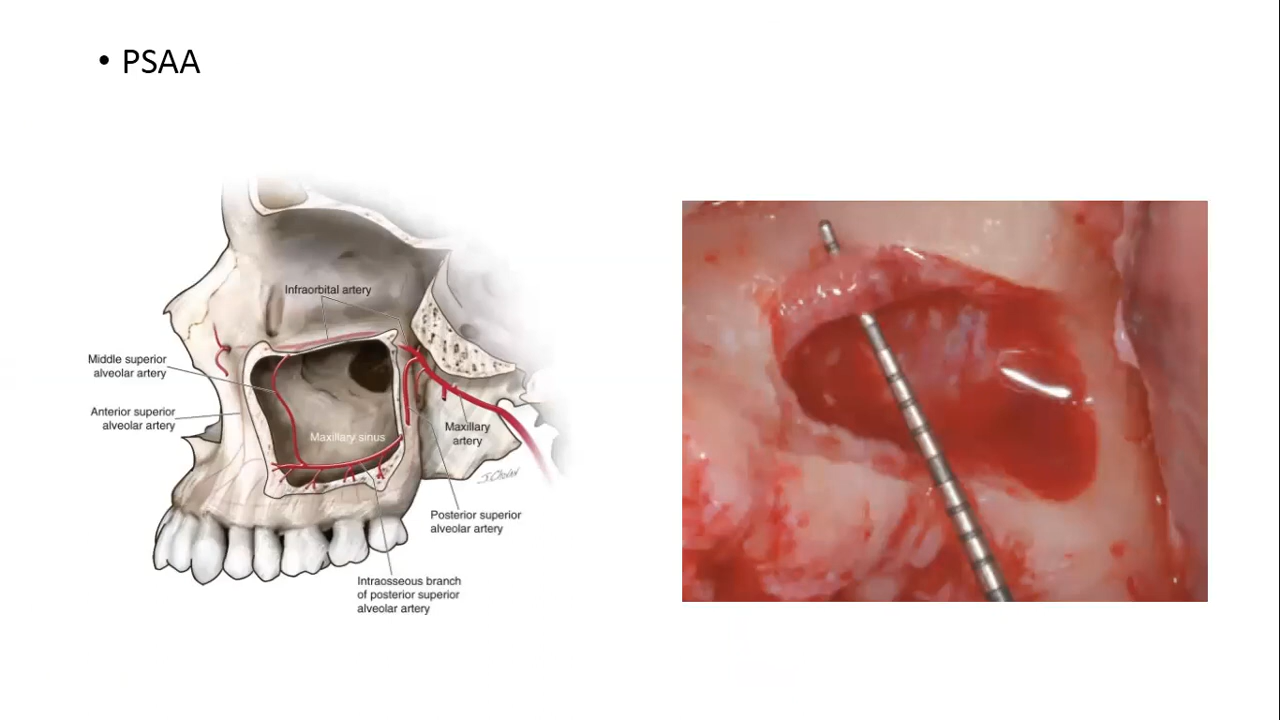 • PSAA
Infraorbital artery
Middle superior
alveolar artery
Anterior superior
alveolar artery
Maxillary sinus
Maxillary
artery
J. Chovan
Posterior superior
alveolar artery
Intraosseous branch
of posterior superior
alveolar artery